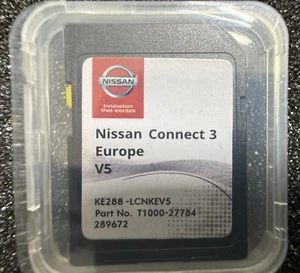 NISSAN
Innovation
that excites
Nissan Connect 3
Europe
V5
KE288 -LCNKEV5
Part No. T1000-27784
289672